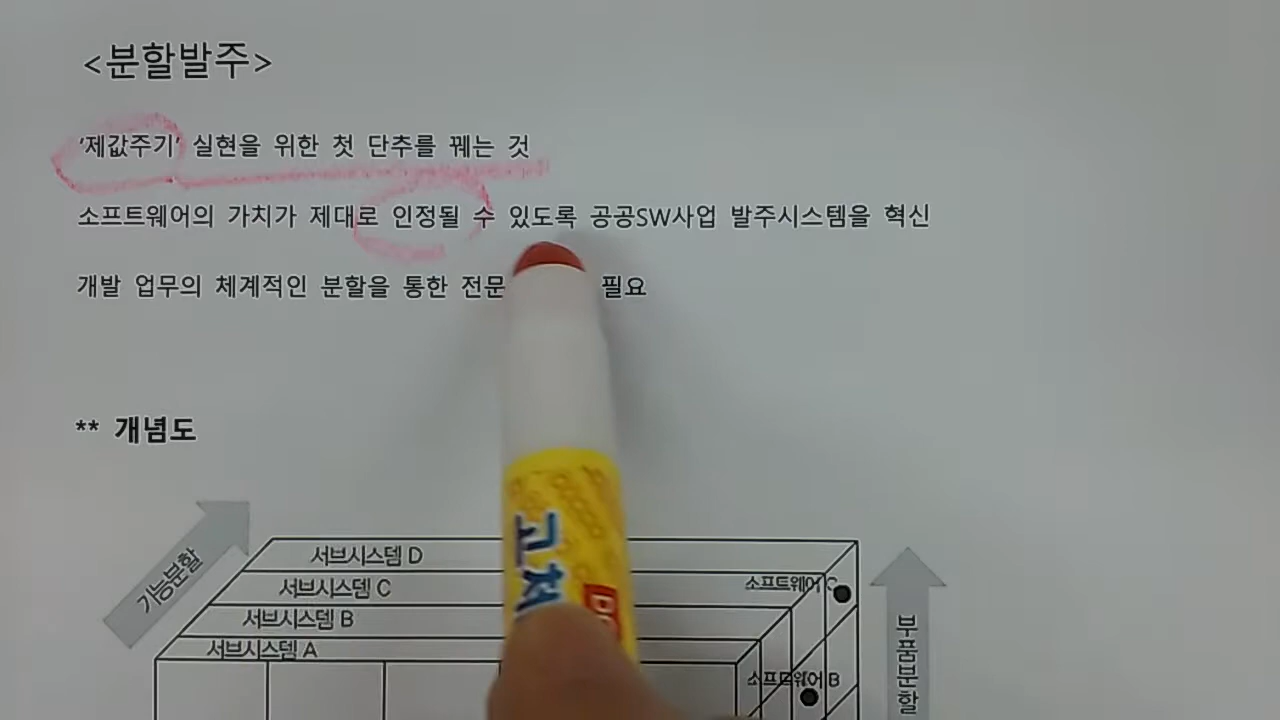 <분할발주>
'제값주기' 실현을 위한 첫 단추를 꿰는 것
소프트웨어의 가치가 제대로 인정될 수 있도록 공공SW사업 발주시스템을 혁신
개발 업무의 체계적인 분할을 통한 전문 필요
** 개념도
기능분할
서브시스템 D
서브시스템 C
서브시스템 B
서브시스템 A
소프트웨어 C
소프트웨어 B
부품분할